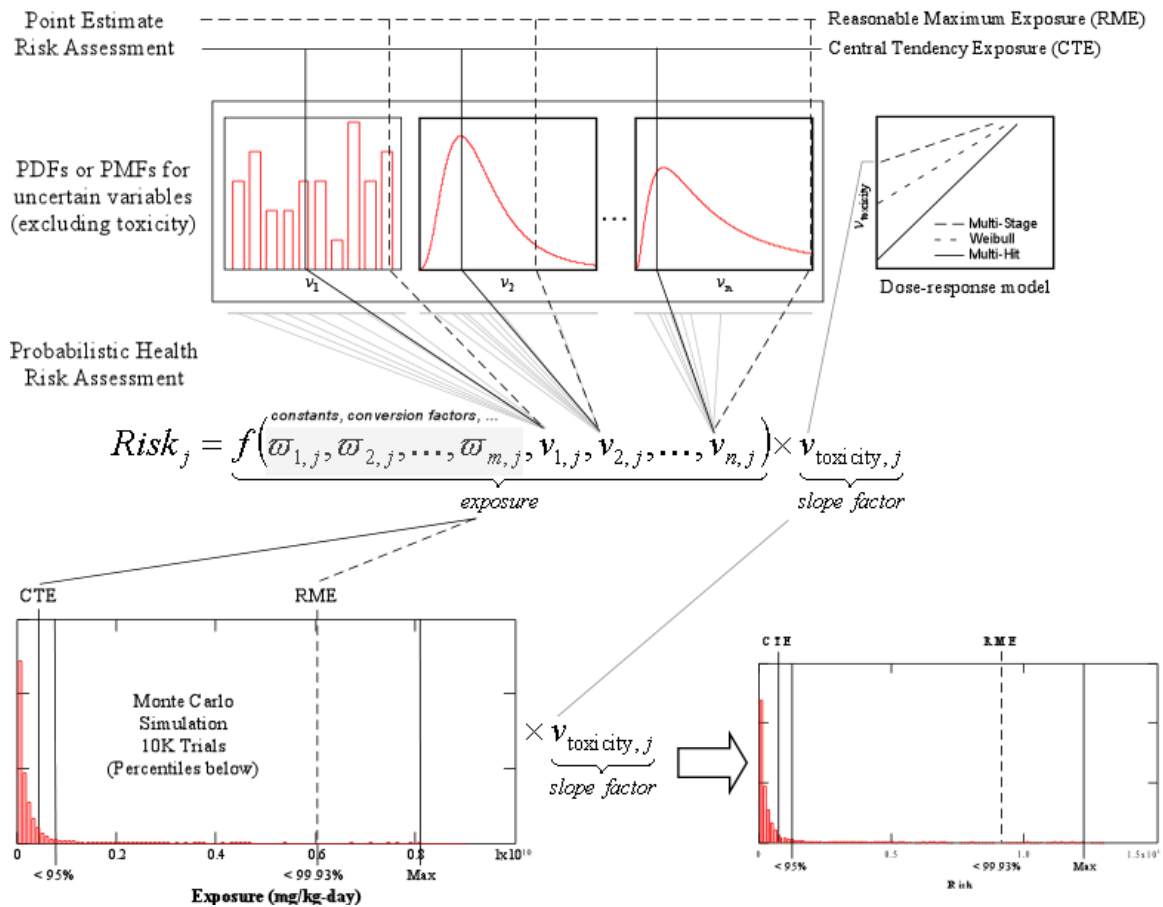 Point Estimate
Risk Assessment
Reasonable Maximum Exposure (RME)
Central Tendency Exposure (CTE)
PDFs or PMFs for
uncertain variables
(excluding toxicity)
v₁
v₂
...
vₙ
v_toxicity
Multi-Stage
Weibull
Multi-Hit
Dose-response model
Probabilistic Health
Risk Assessment
constants, conversion factors, ...
Riskⱼ = f(ϖ₁,ⱼ, ϖ₂,ⱼ, ..., ϖₘ,ⱼ, v₁,ⱼ, v₂,ⱼ, ..., vₙ,ⱼ) × v_toxicity, ⱼ
exposure
slope factor
CTE
RME
Monte Carlo
Simulation
10K Trials
(Percentiles below)
0 0.2 0.4 0.6 0.8
< 95% < 99.93% Max
Exposure (mg/kg-day)
× v_toxicity, ⱼ
slope factor
CTE
RME
0 0.5 1.0
< 95% < 99.93% Max
Risk